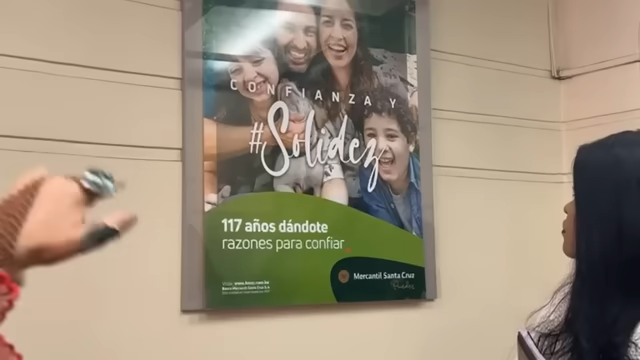 CONFIANZA Y
#Solidez
117 años dándote
razones para confiar.
Mercantil Santa Cruz